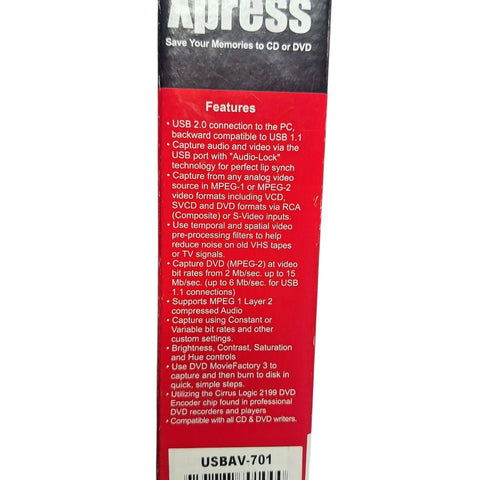 Xpress
Save Your Memories to CD or DVD
Features
• USB 2.0 connection to the PC,
backward compatible to USB 1.1
• Capture audio and video via the
USB port with "Audio-Lock"
technology for perfect lip synch
• Capture from any analog video
source in MPEG-1 or MPEG-2
video formats including VCD,
SVCD and DVD formats via RCA
(Composite) or S-Video inputs.
• Use temporal and spatial video
pre-processing filters to help
reduce noise on old VHS tapes
or TV signals.
• Capture DVD (MPEG-2) at video
bit rates from 2 Mb/sec. up to 15
Mb/sec. (up to 6 Mb/sec for USB
1.1 connections)
• Supports MPEG 1 Layer 2
compressed Audio
• Capture using Constant or
Variable bit rates and other
custom settings.
• Brightness, Contrast, Saturation
and Hue controls
• Use DVD MovieFactory 3 to
capture and then burn to disk in
quick, simple steps.
• Utilizing the Cirrus Logic 2199 DVD
Encoder chip found in professional
DVD recorders and players
• Compatible with all CD & DVD writers.
USBAV-701